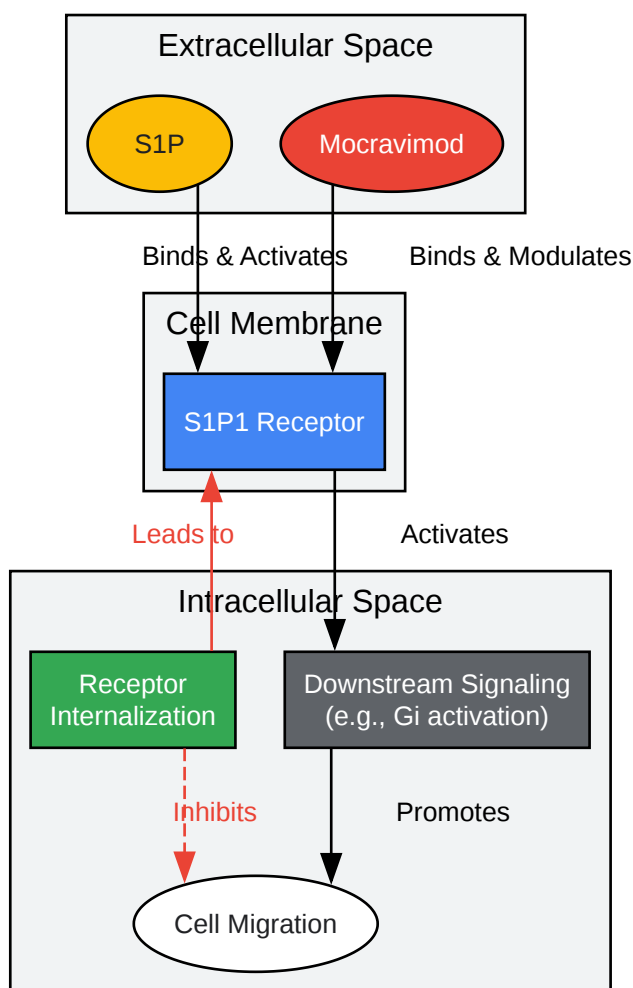 Extracellular Space
S1P
Mocravimod
Binds & Activates
Binds & Modulates
Cell Membrane
S1P1 Receptor
Leads to
Activates
Intracellular Space
Receptor
Internalization
Downstream Signaling
(e.g., Gi activation)
Inhibits
Promotes
Cell Migration